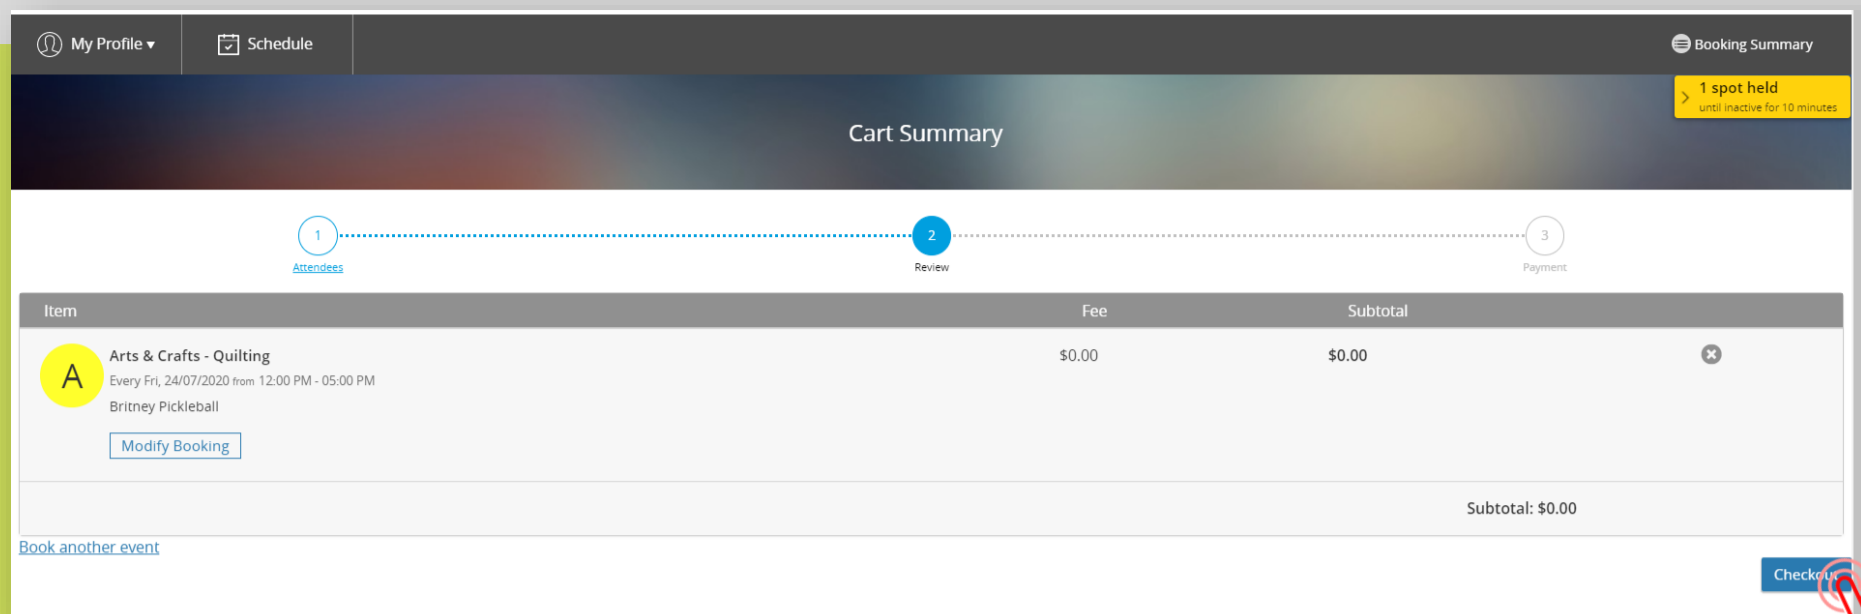 My Profile ▾ Schedule Booking Summary
1 spot held
until inactive for 10 minutes
Cart Summary
1 2 3
Attendees Review Payment
Item Fee Subtotal
A
Arts & Crafts - Quilting $0.00 $0.00
Every Fri, 24/07/2020 from 12:00 PM - 05:00 PM
Britney Pickleball
Modify Booking
Subtotal: $0.00
Book another event
Checkout